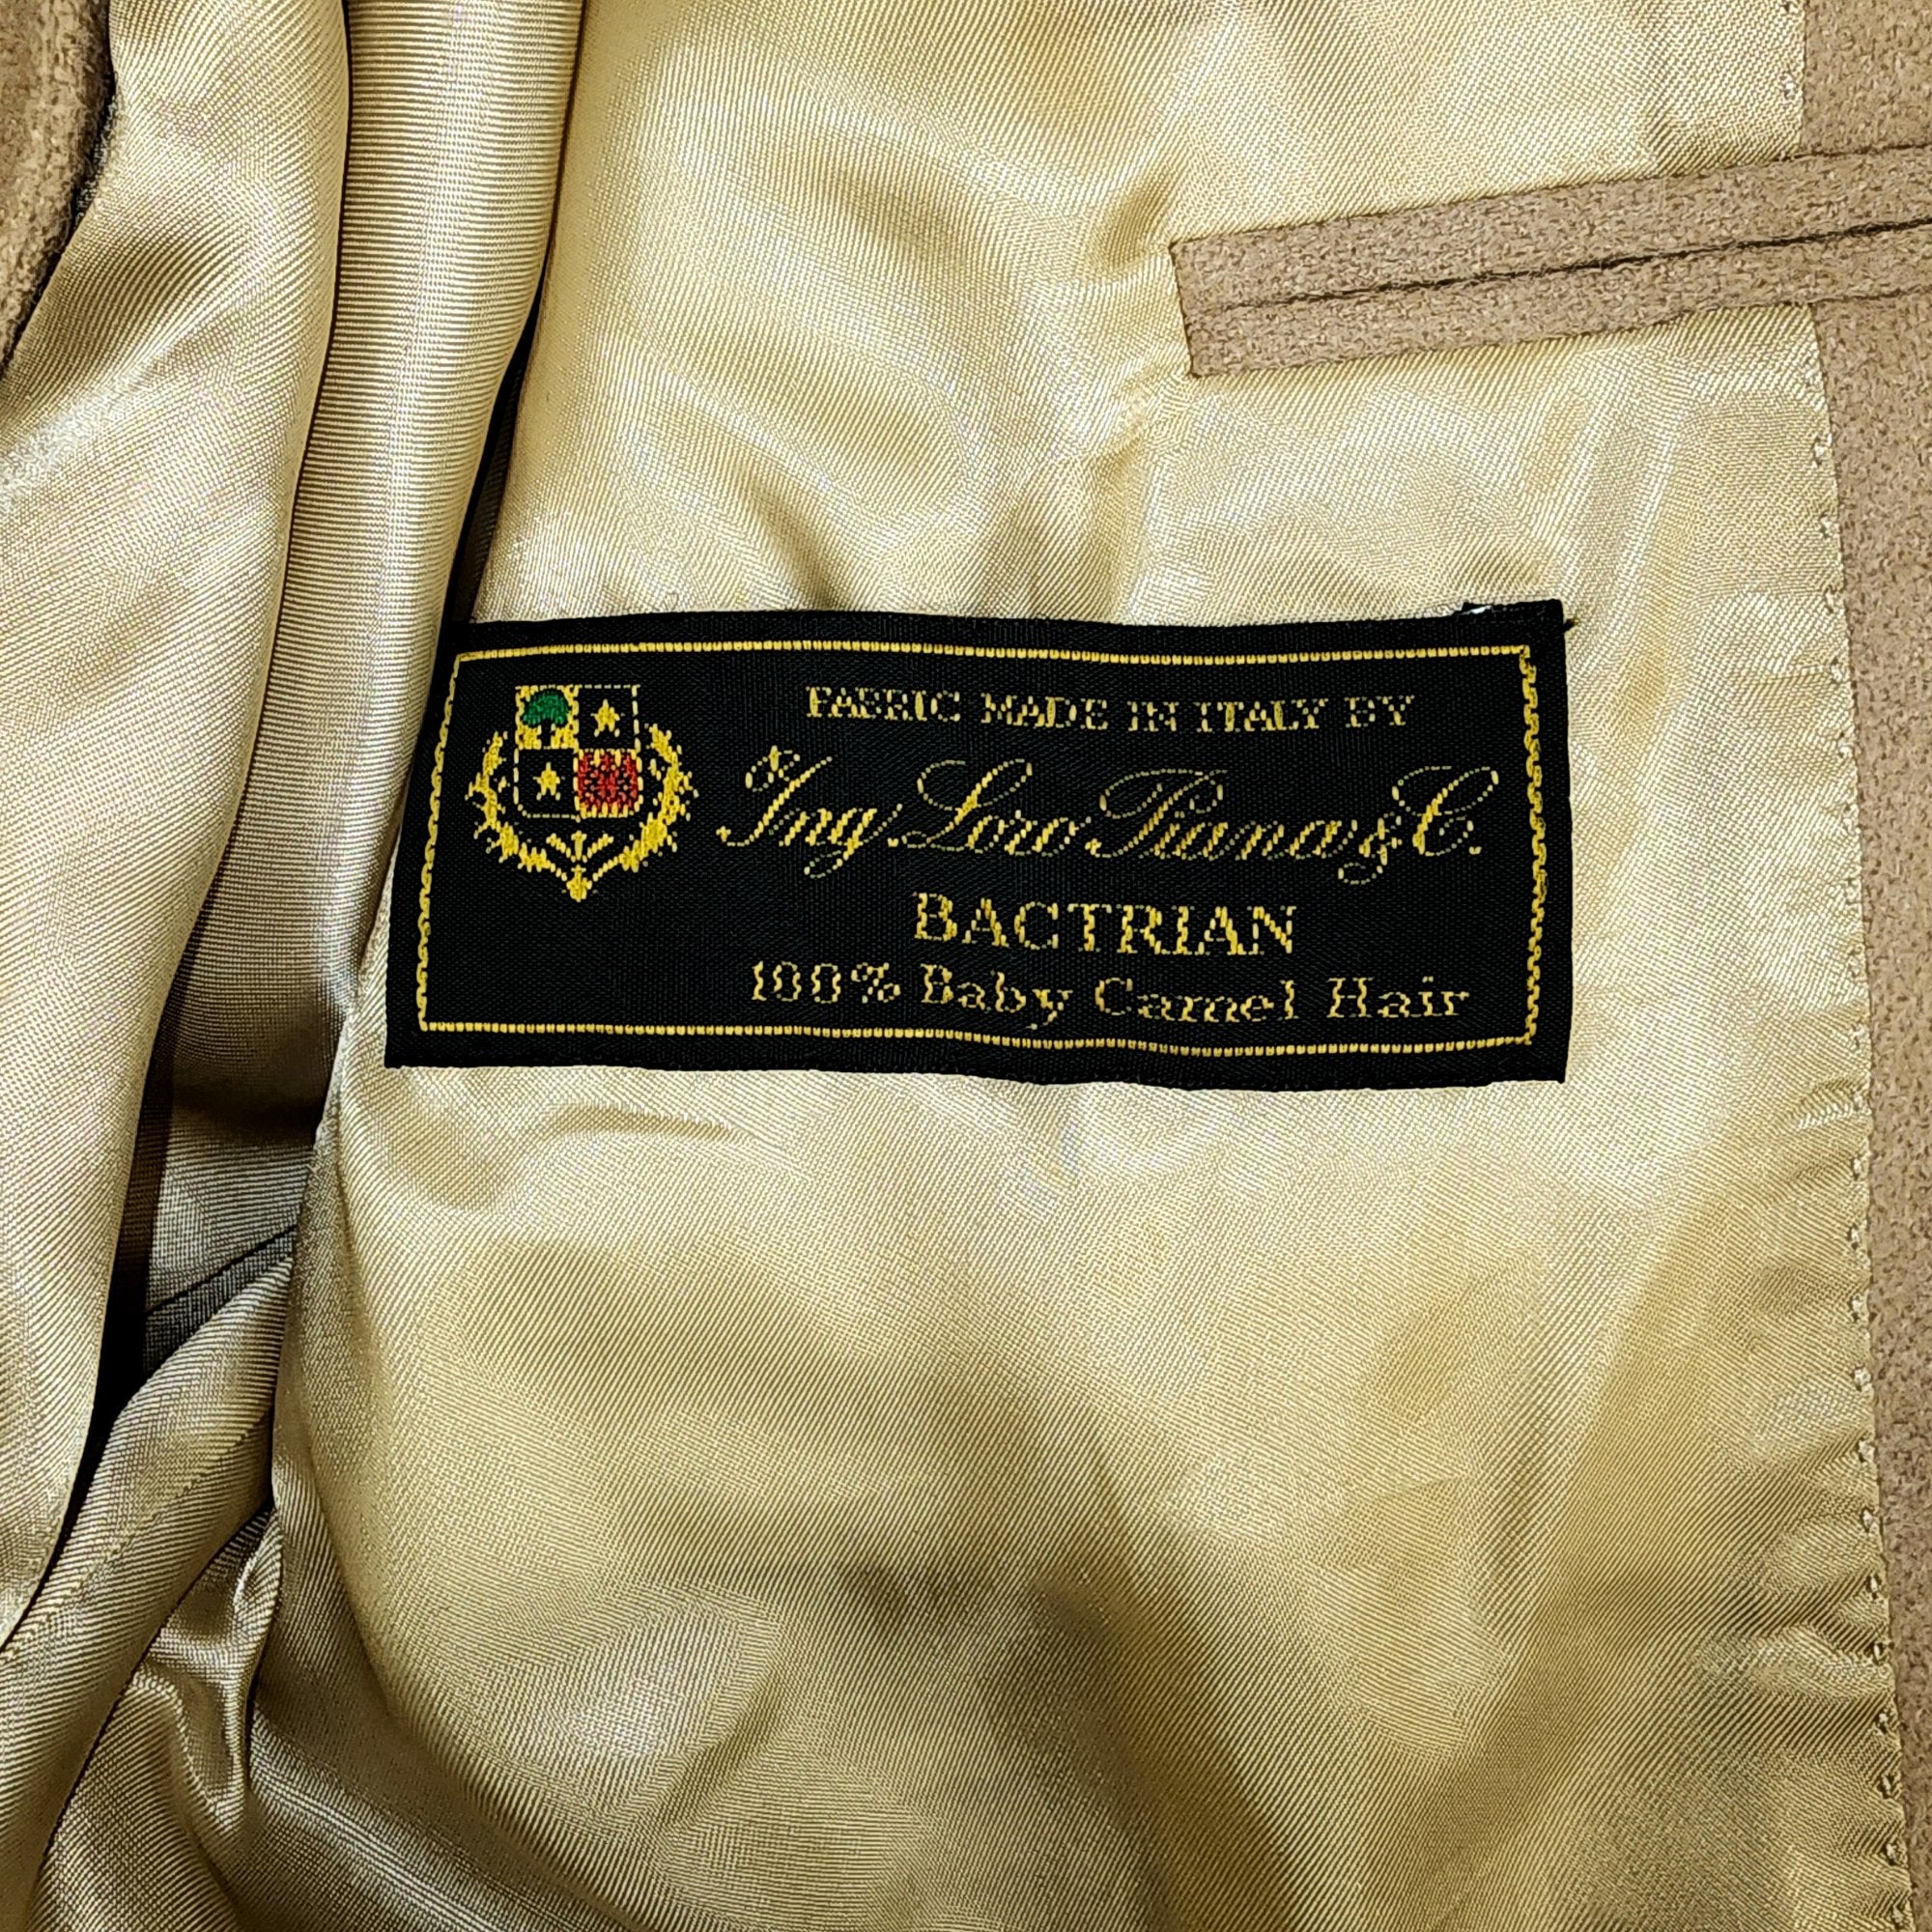 FABRIC MADE IN ITALY BY
Ing. Loro Piana & C.
BACTRIAN
100% Baby Camel Hair